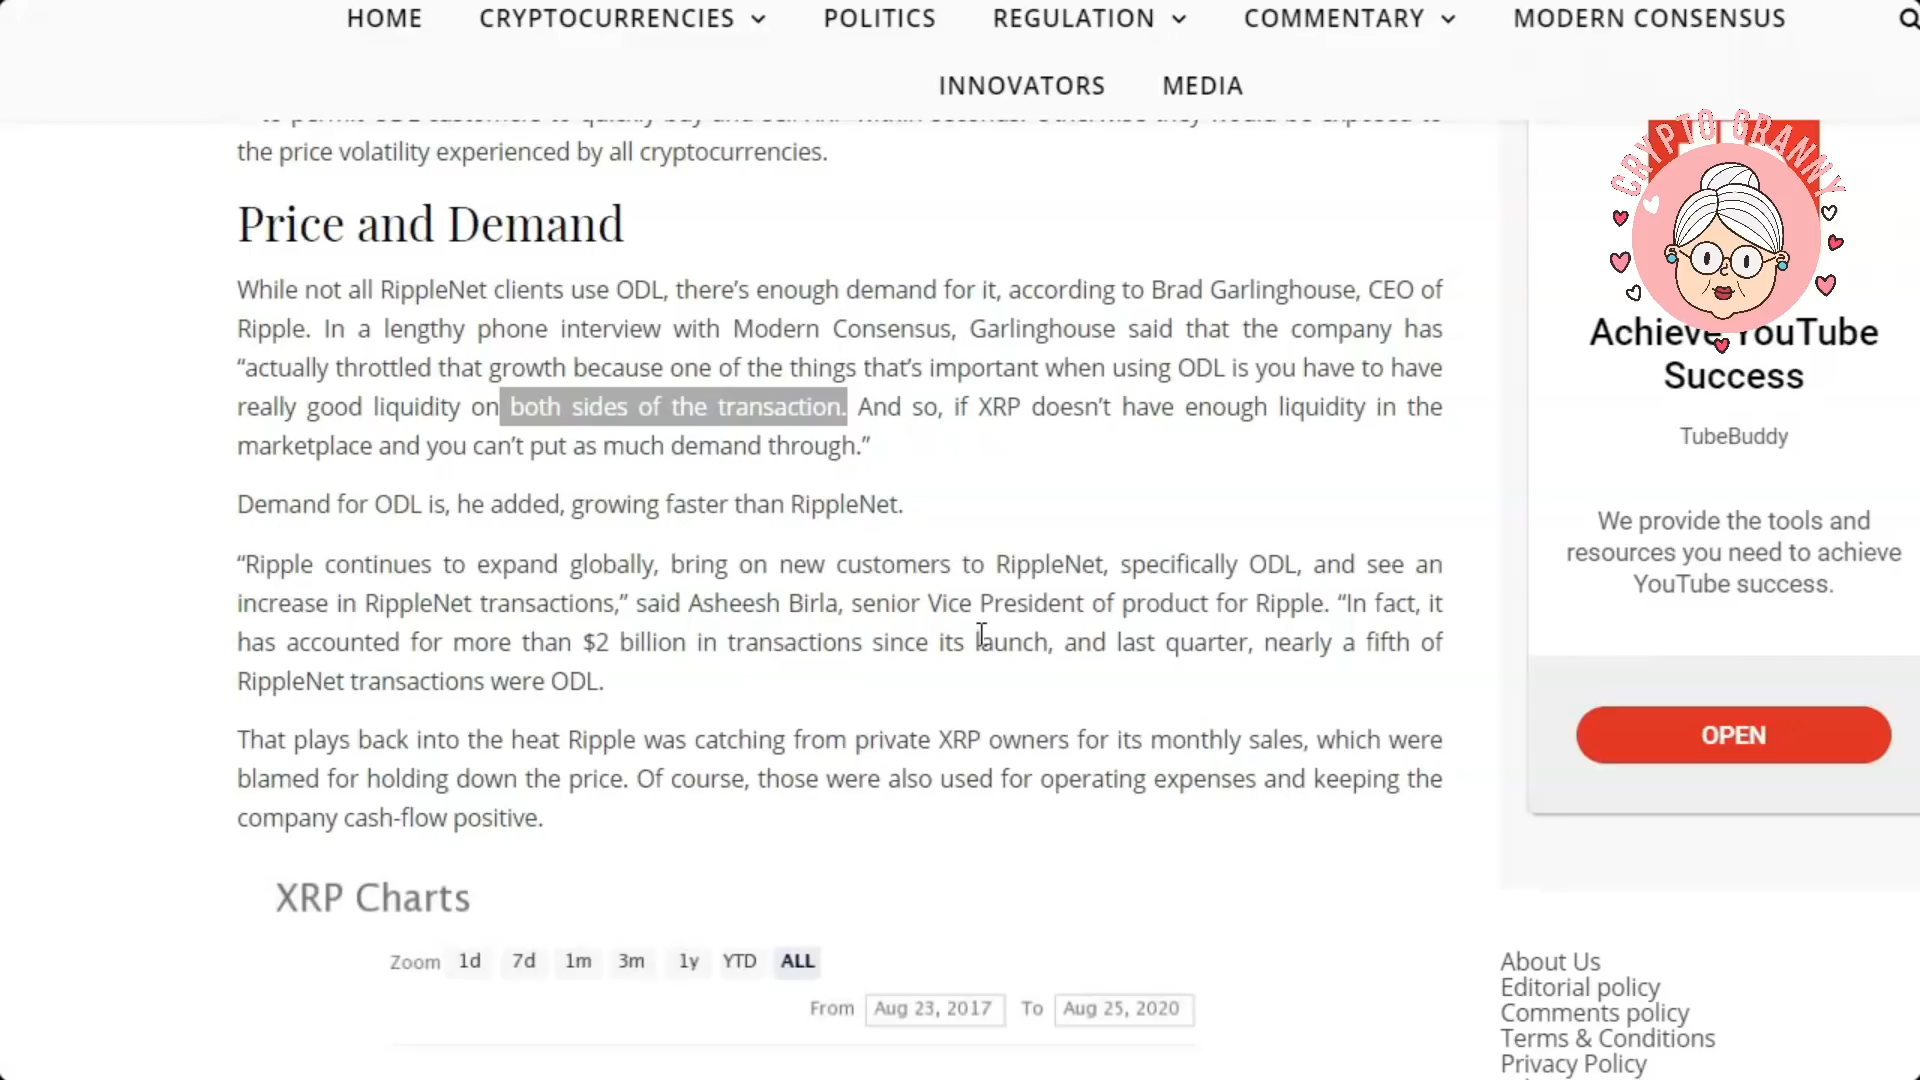 HOME CRYPTOCURRENCIES POLITICS REGULATION COMMENTARY MODERN CONSENSUS
INNOVATORS MEDIA
the price volatility experienced by all cryptocurrencies.
Price and Demand
While not all RippleNet clients use ODL, there’s enough demand for it, according to Brad Garlinghouse, CEO of
Ripple. In a lengthy phone interview with Modern Consensus, Garlinghouse said that the company has
“actually throttled that growth because one of the things that’s important when using ODL is you have to have
really good liquidity on both sides of the transaction. And so, if XRP doesn’t have enough liquidity in the
marketplace and you can’t put as much demand through.”
Demand for ODL is, he added, growing faster than RippleNet.
“Ripple continues to expand globally, bring on new customers to RippleNet, specifically ODL, and see an
increase in RippleNet transactions,” said Asheesh Birla, senior Vice President of product for Ripple. “In fact, it
has accounted for more than $2 billion in transactions since its launch, and last quarter, nearly a fifth of
RippleNet transactions were ODL.
That plays back into the heat Ripple was catching from private XRP owners for its monthly sales, which were
blamed for holding down the price. Of course, those were also used for operating expenses and keeping the
company cash-flow positive.
XRP Charts
Zoom 1d 7d 1m 3m 1y YTD ALL
From Aug 23, 2017 To Aug 25, 2020
CRYPTO GRANNY
Achieve YouTube
Success
TubeBuddy
We provide the tools and
resources you need to achieve
YouTube success.
OPEN
About Us
Editorial policy
Comments policy
Terms & Conditions
Privacy Policy